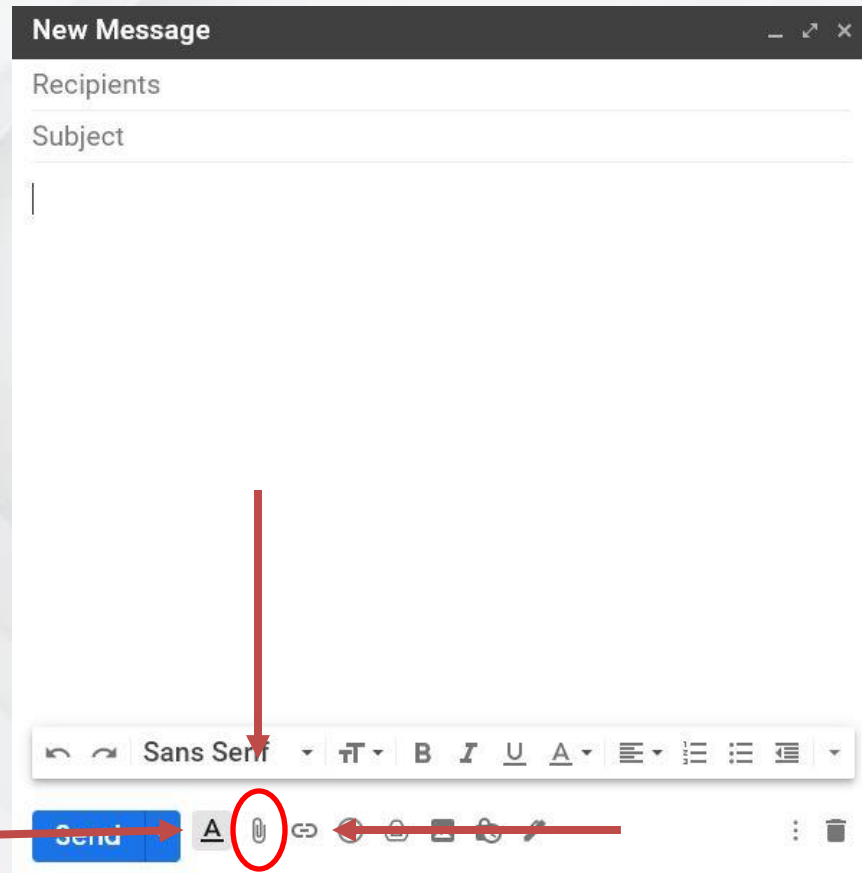 New Message
Recipients
Subject
Sans Serif
B I U A
Send A